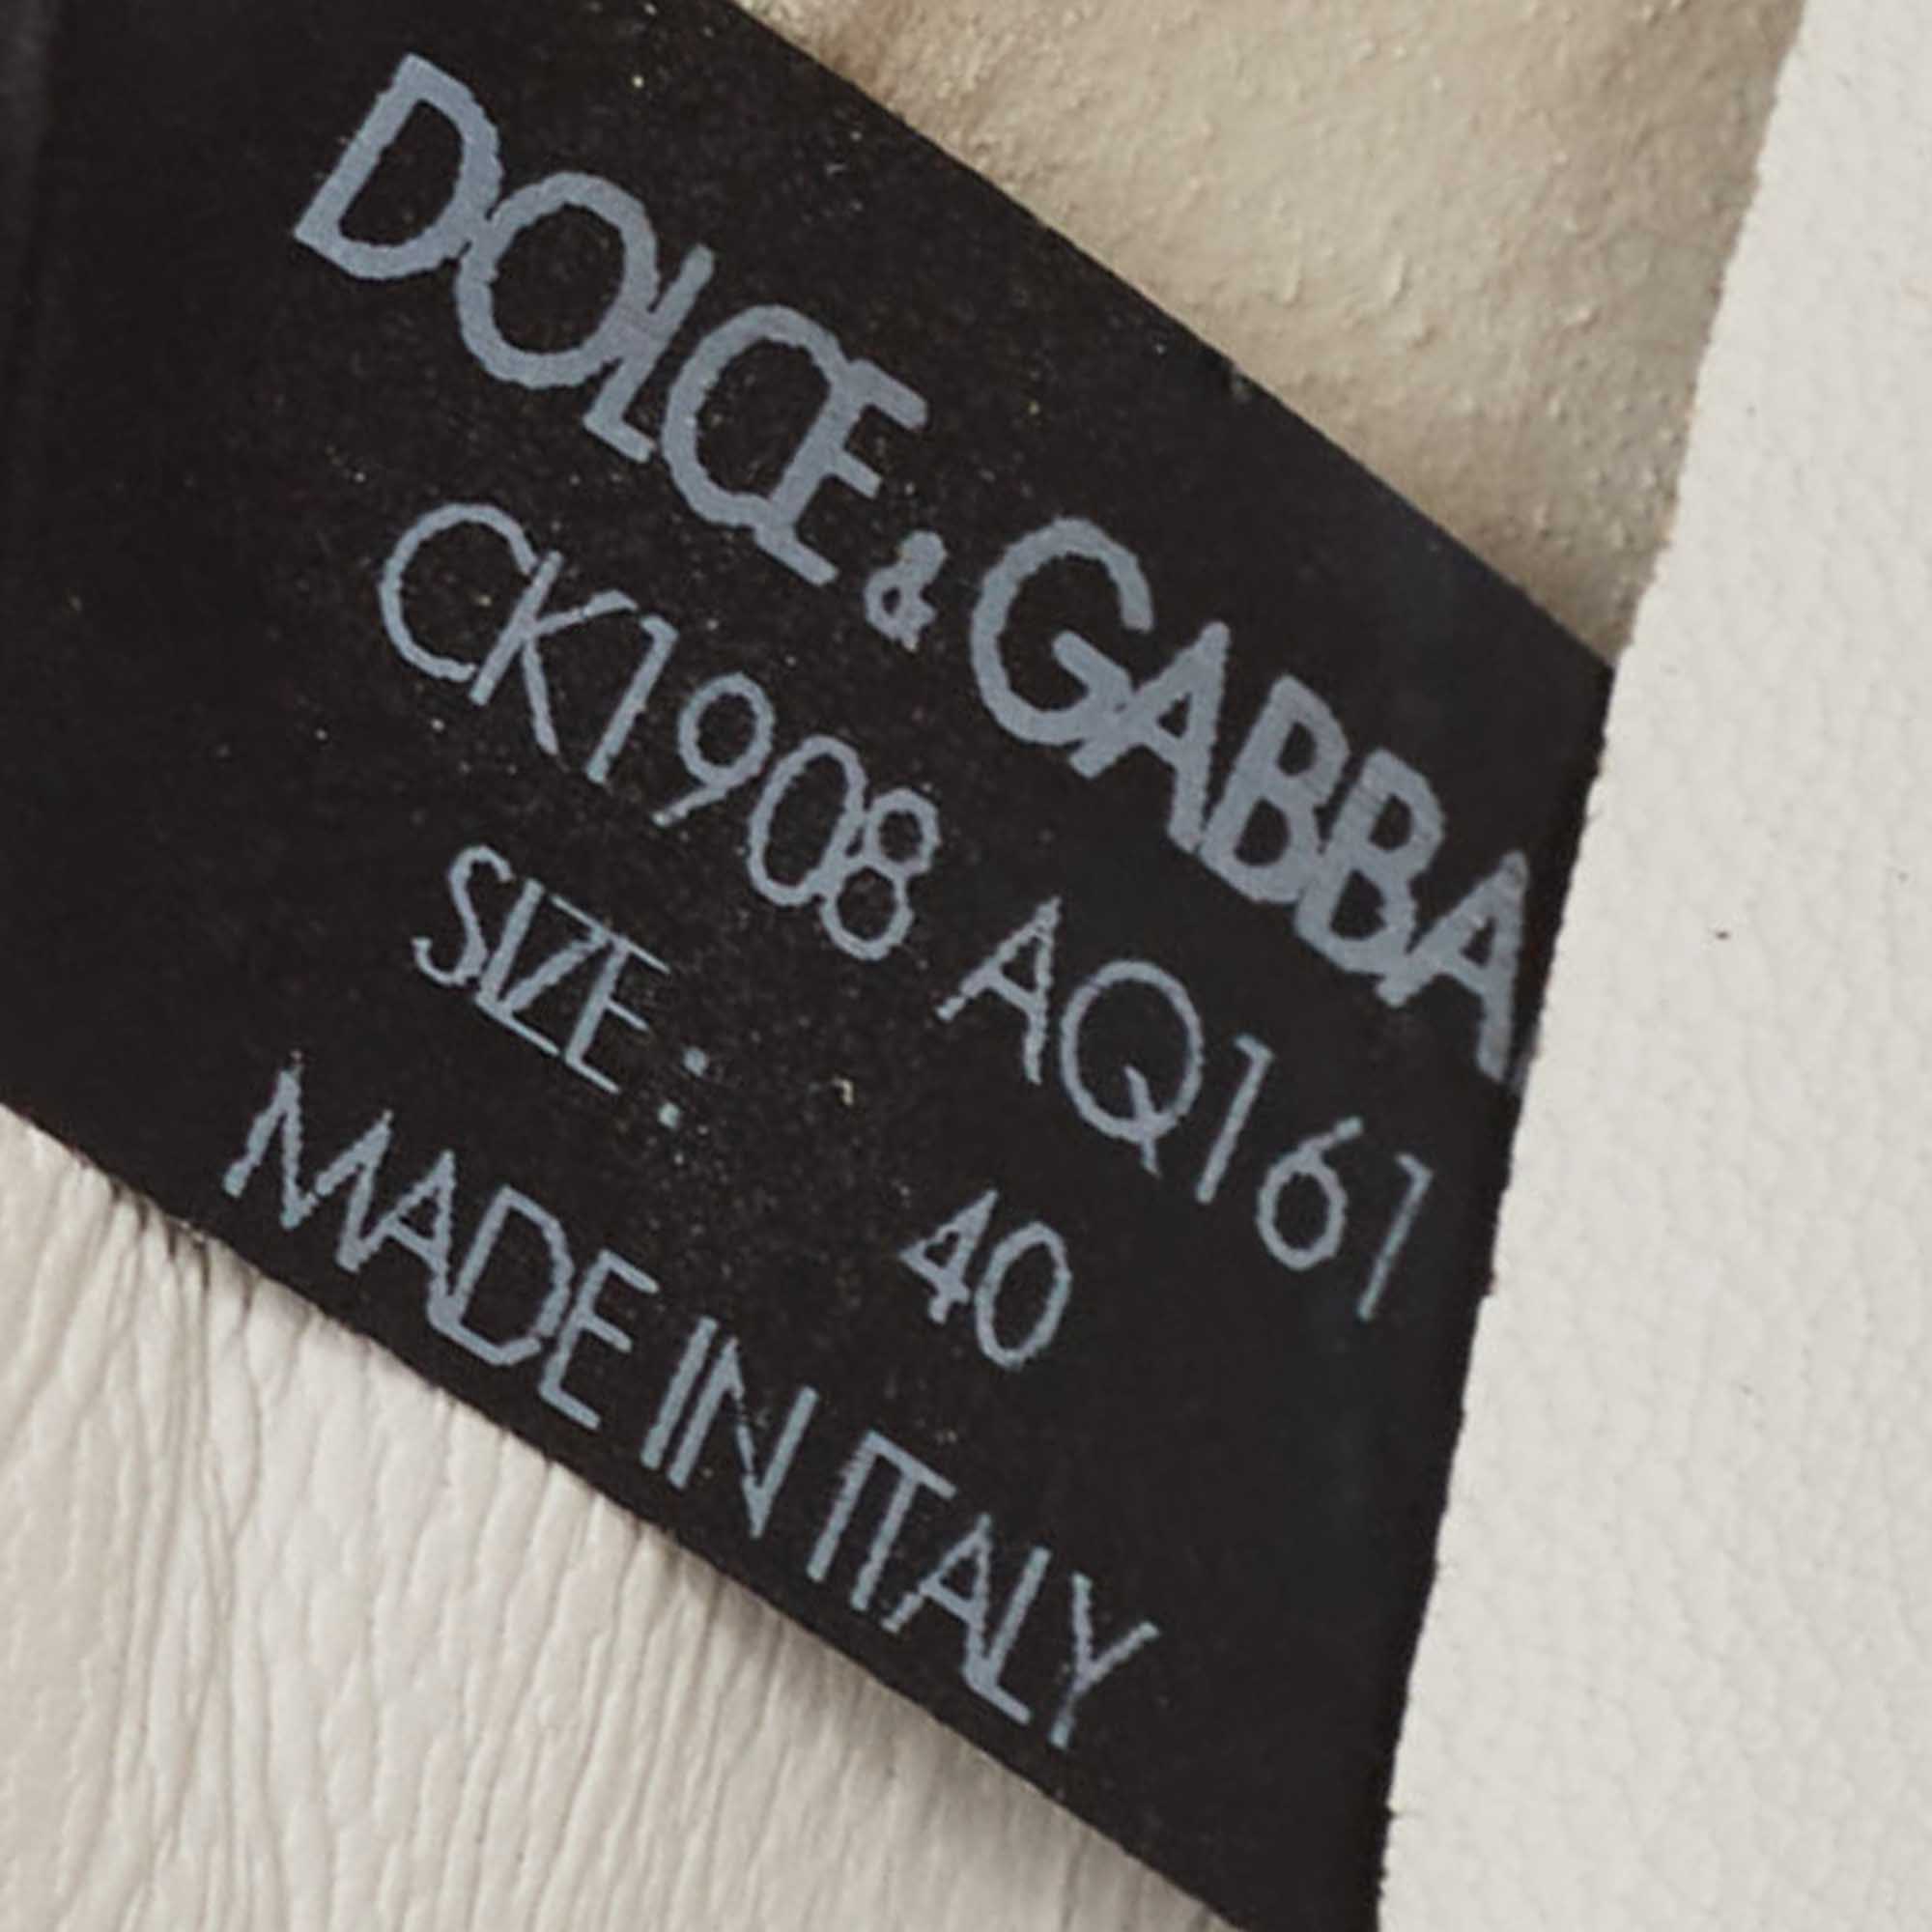 DOLCE & GABBA
CK1908 AQ161
SIZE: 40
MADE IN ITALY